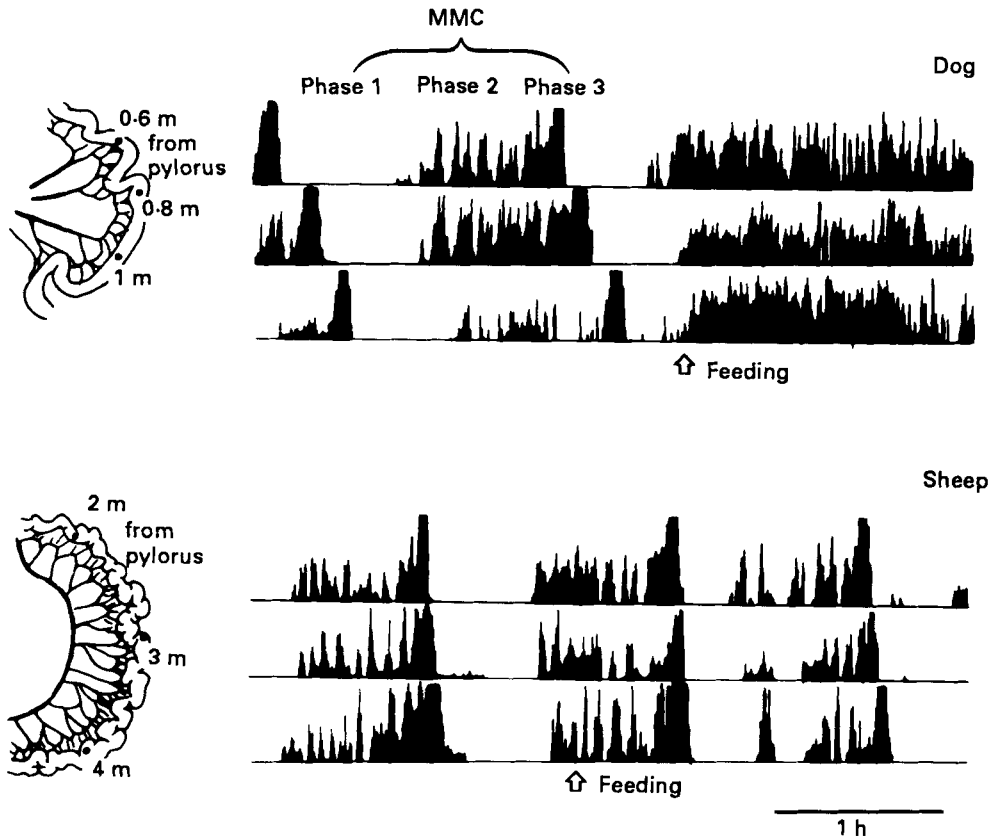 MMC
Dog
Phase 1 Phase 2 Phase 3
0·6 m
from
pylorus
0·8 m
1 m
Feeding
Sheep
2 m
from
pylorus
3 m
4 m
Feeding
1 h